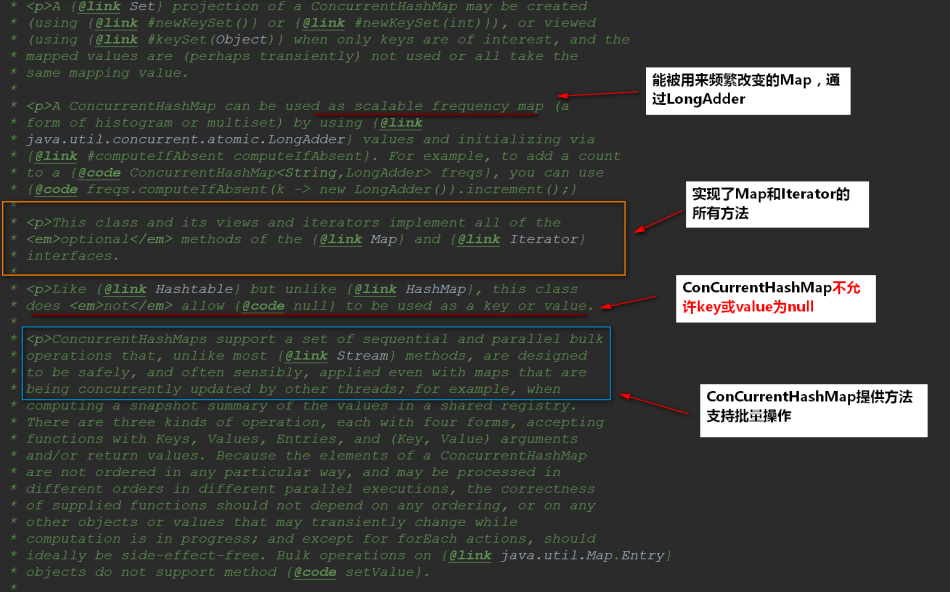 * <p>A {@link Set} projection of a ConcurrentHashMap may be created
* (using {@link #newKeySet()} or {@link #newKeySet(int)}), or viewed
* (using {@link #keySet(Object)} when only keys are of interest, and the
* mapped values are (perhaps transiently) not used or all take the
* same mapping value.
*
* <p>A ConcurrentHashMap can be used as scalable frequency map (a
* form of histogram or multiset) by using {@link
* java.util.concurrent.atomic.LongAdder} values and initializing via
* {@link #computeIfAbsent computeIfAbsent}. For example, to add a count
* to a {@code ConcurrentHashMap<String,LongAdder> freqs}, you can use
* {@code freqs.computeIfAbsent(k -> new LongAdder()).increment();}
*
* <p>This class and its views and iterators implement all of the
* <em>optional</em> methods of the {@link Map} and {@link Iterator}
* interfaces.
*
* <p>Like {@link Hashtable} but unlike {@link HashMap}, this class
* does <em>not</em> allow {@code null} to be used as a key or value.
*
* <p>ConcurrentHashMaps support a set of sequential and parallel bulk
* operations that, unlike most {@link Stream} methods, are designed
* to be safely, and often sensibly, applied even with maps that are
* being concurrently updated by other threads; for example, when
* computing a snapshot summary of the values in a shared registry.
* There are three kinds of operation, each with four forms, accepting
* functions with Keys, Values, Entries, and (Key, Value) arguments
* and/or return values. Because the elements of a ConcurrentHashMap
* are not ordered in any particular way, and may be processed in
* different orders in different parallel executions, the correctness
* of supplied functions should not depend on any ordering, or on any
* other objects or values that may transiently change while
* computation is in progress; and except for forEach actions, should
* ideally be side-effect-free. Bulk operations on {@link java.util.Map.Entry}
* objects do not support method {@code setValue}.
*
能被用来频繁改变的Map，通
过LongAdder
实现了Map和Iterator的
所有方法
ConCurrentHashMap不允
许key或value为null
ConCurrentHashMap提供方法
支持批量操作